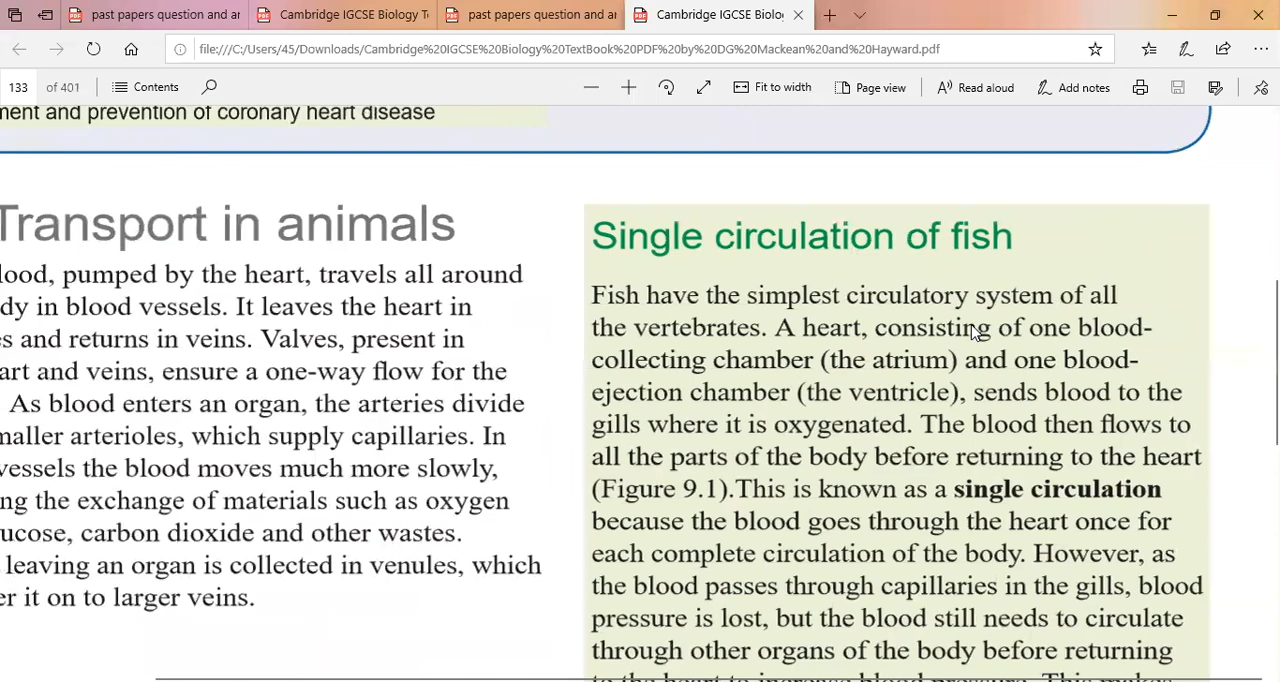 past papers question and ar
Cambridge IGCSE Biology T
past papers question and ar
Cambridge IGCSE Biolo
file:///C:/Users/45/Downloads/Cambridge%20IGCSE%20Biology%20TextBook%20PDF%20by%20DG%20Mackean%20and%20Hayward.pdf
133 of 401
Contents
Fit to width
Page view
Read aloud
Add notes
ment and prevention of coronary heart disease
Transport in animals
lood, pumped by the heart, travels all around
dy in blood vessels. It leaves the heart in
es and returns in veins. Valves, present in
art and veins, ensure a one-way flow for the
. As blood enters an organ, the arteries divide
maller arterioles, which supply capillaries. In
vessels the blood moves much more slowly,
ng the exchange of materials such as oxygen
ucose, carbon dioxide and other wastes.
leaving an organ is collected in venules, which
er it on to larger veins.
Single circulation of fish
Fish have the simplest circulatory system of all
the vertebrates. A heart, consisting of one blood-
collecting chamber (the atrium) and one blood-
ejection chamber (the ventricle), sends blood to the
gills where it is oxygenated. The blood then flows to
all the parts of the body before returning to the heart
(Figure 9.1).This is known as a single circulation
because the blood goes through the heart once for
each complete circulation of the body. However, as
the blood passes through capillaries in the gills, blood
pressure is lost, but the blood still needs to circulate
through other organs of the body before returning
to the heart to increase blood pressure. This makes